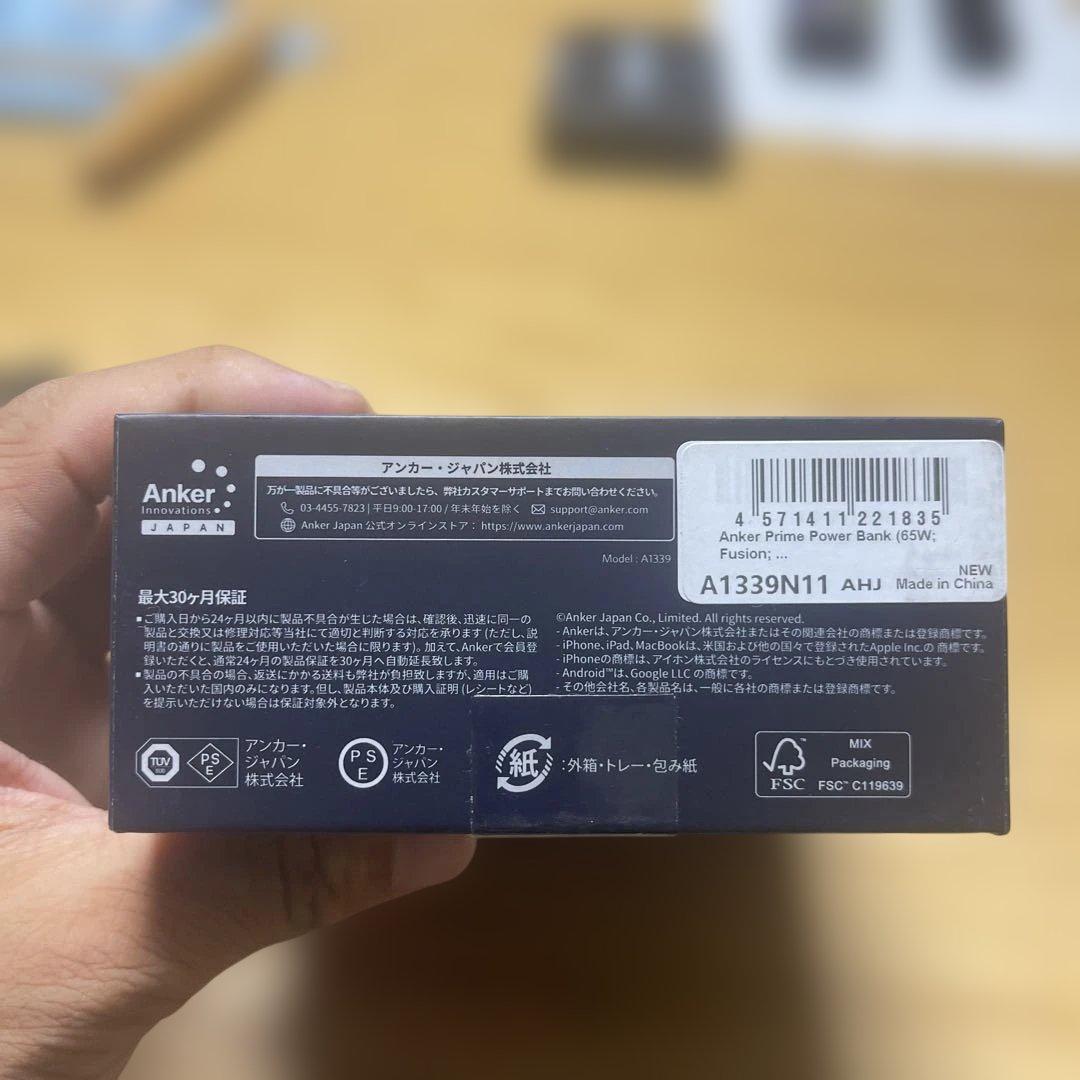 Anker
Innovations
JAPAN
アンカー・ジャパン株式会社
万が一製品に不具合等がございましたら、弊社カスタマーサポートまでお問い合わせください。
03-4455-7823 | 平日9:00-17:00 / 年末年始を除く support@anker.com
Anker Japan 公式オンラインストア: https://www.ankerjapan.com
Model : A1339
4 571411 221835
Anker Prime Power Bank (65W;
Fusion; ...
NEW
A1339N11 AHJ Made in China
最大30ヶ月保証
▪ご購入日から24ヶ月以内に製品不具合が生じた場合は、確認後、迅速に同一の
製品と交換又は修理対応等当社にて適切と判断する対応を承ります(ただし、説
明書の通りに製品をご使用いただいた場合に限ります)。加えて、Ankerで会員登
録いただくと、通常24ヶ月の製品保証を30ヶ月へ自動延長致します。
▪製品の不具合の場合、返送にかかる送料も弊社が負担致しますが、適用はご購
入いただいた国内のみになります。但し、製品本体及び購入証明(レシートなど)
を提示いただけない場合は保証対象外となります。
©Anker Japan Co., Limited. All rights reserved.
- Ankerは、アンカー・ジャパン株式会社またはその関連会社の商標または登録商標です。
- iPhone、iPad、MacBookは、米国および他の国々で登録されたApple Inc.の 商標です。
- iPhoneの商標は、アイホン株式会社のライセンスにもとづき使用されています。
- Android™は、Google LLC の商標です。
- その他会社名、各製品名は、一般に各社の商標または登録商標です。
TÜV
SUD
PS
E
アンカー・
ジャパン
株式会社
PS
E
アンカー・
ジャパン
株式会社
紙
:外箱・トレー・包み紙
FSC
MIX
Packaging
FSC™ C119639